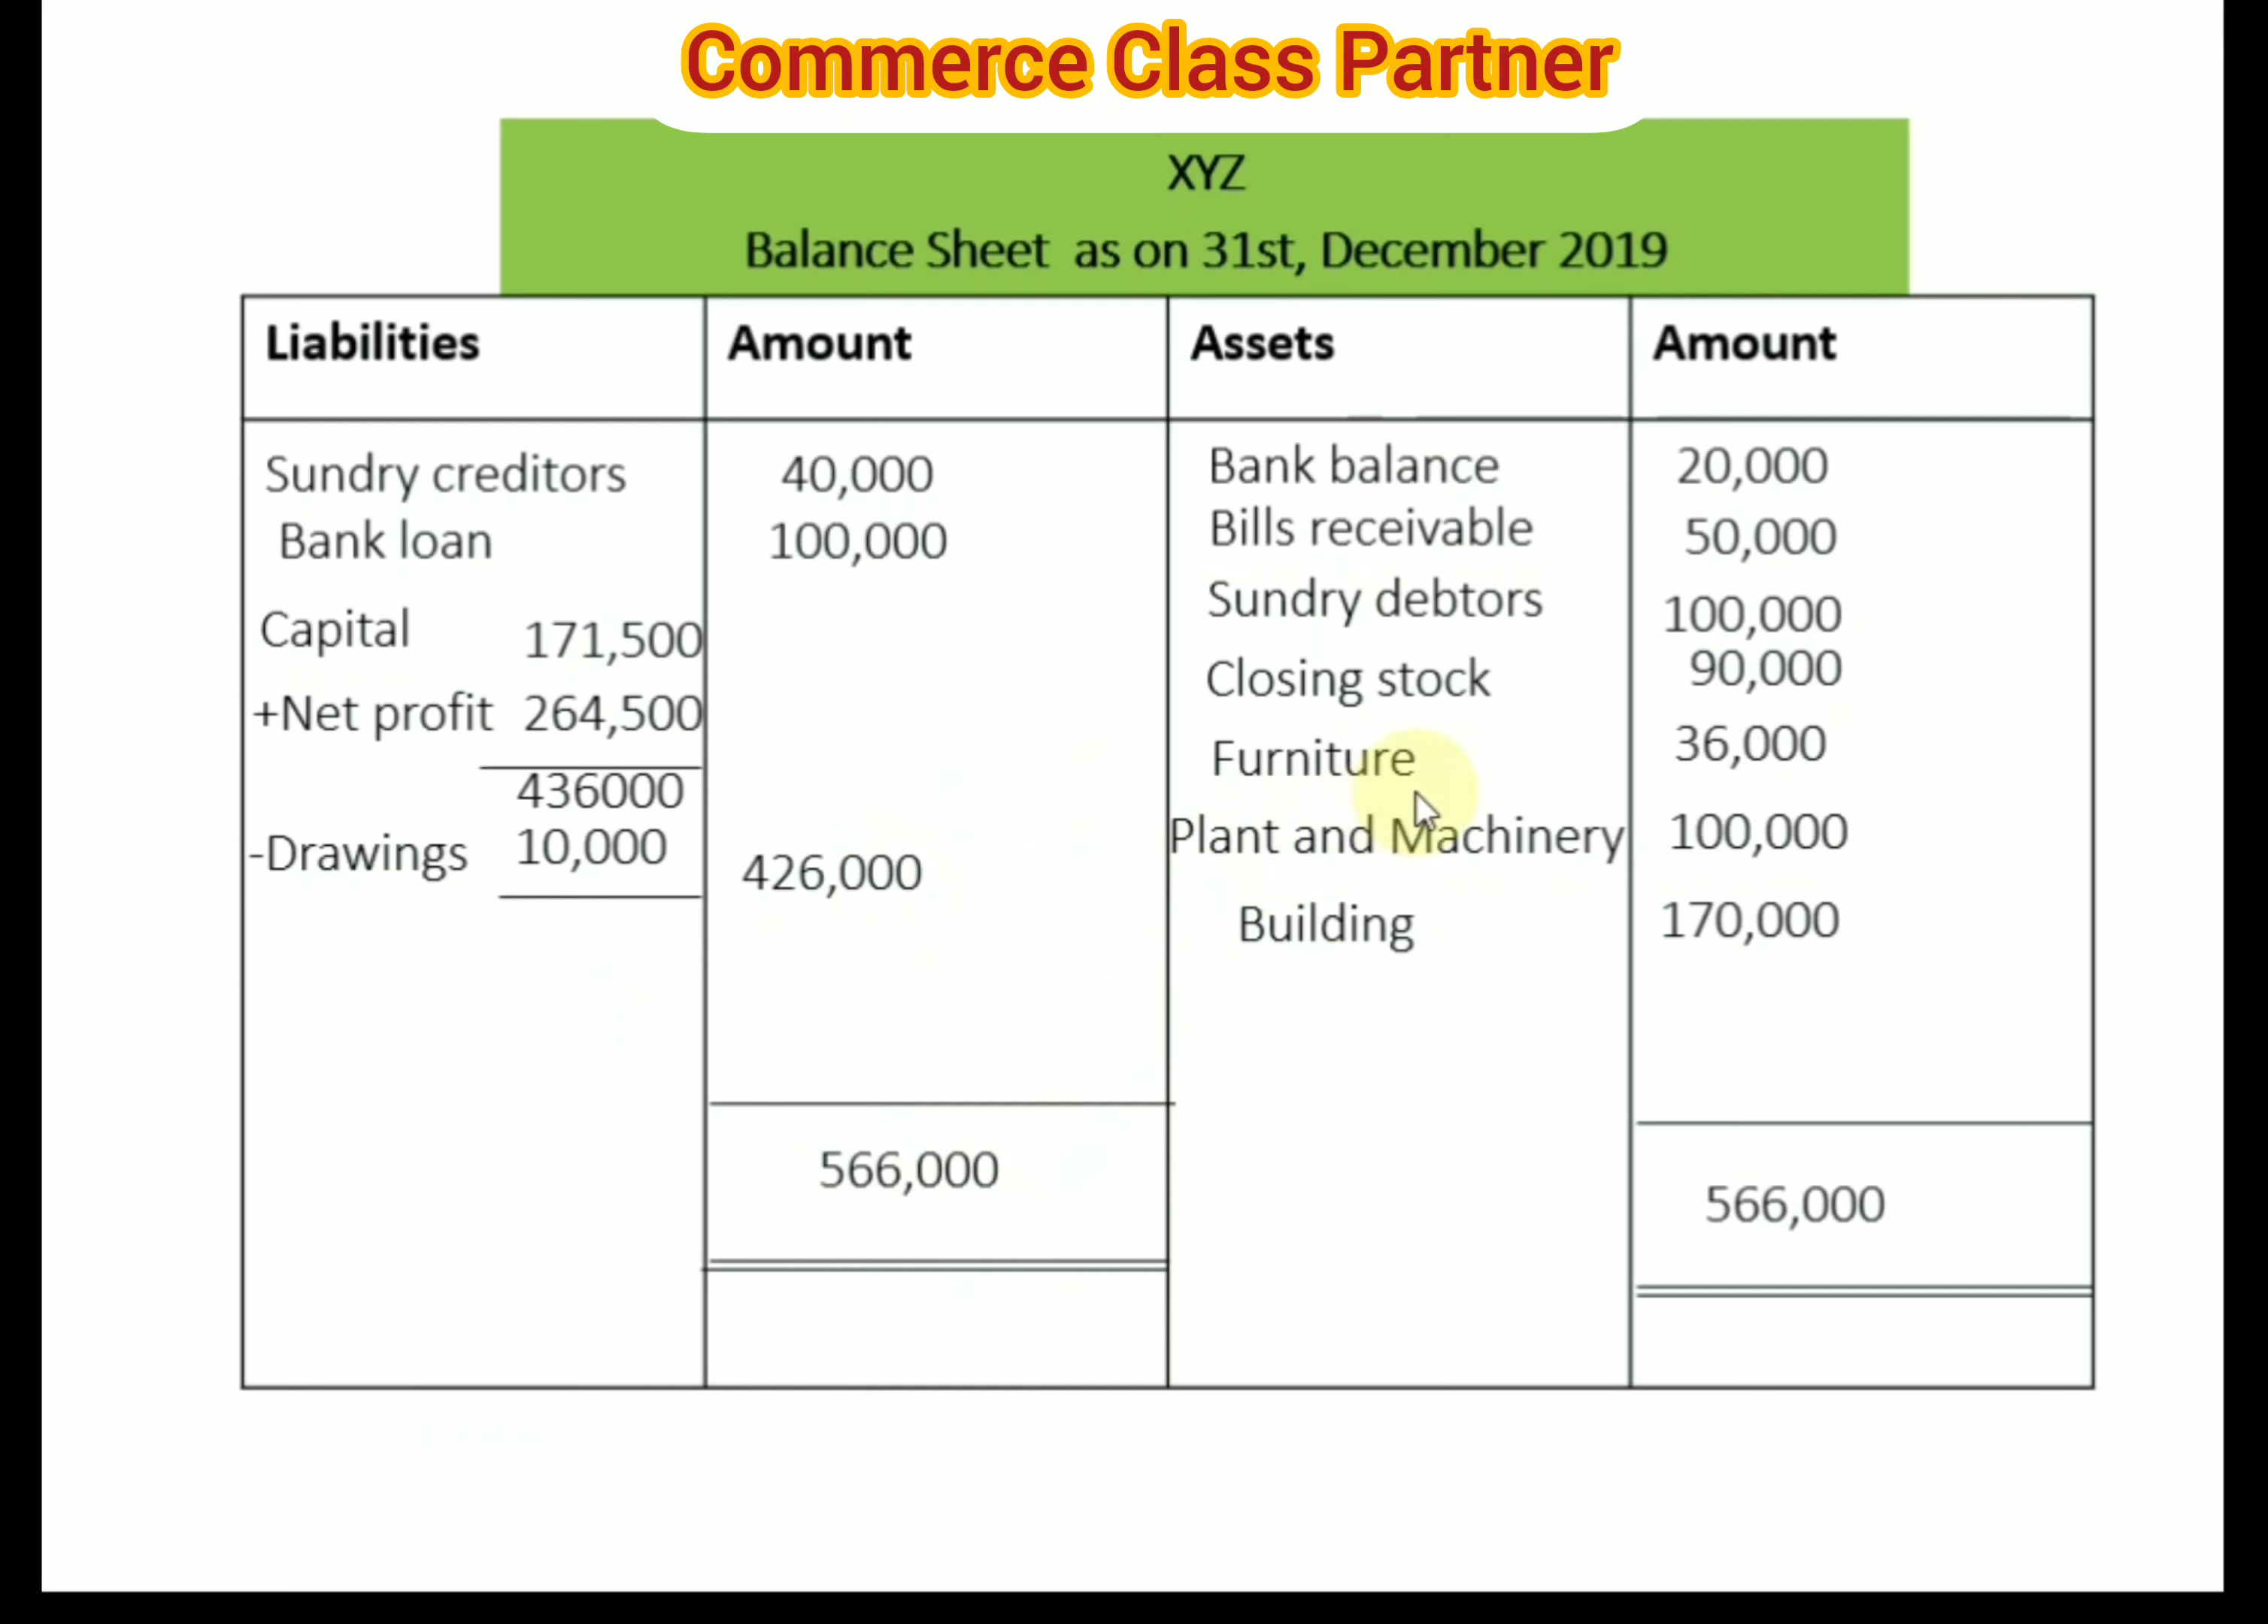 Commerce Class Partner
XYZ
Balance Sheet as on 31st, December 2019
Liabilities Amount Assets Amount
Sundry creditors 40,000 Bank balance 20,000
Bank loan 100,000 Bills receivable 50,000
Capital 171,500 Sundry debtors 100,000
+Net profit 264,500 Closing stock 90,000
436000 Furniture 36,000
-Drawings 10,000 426,000 Plant and Machinery 100,000
Building 170,000
566,000 566,000